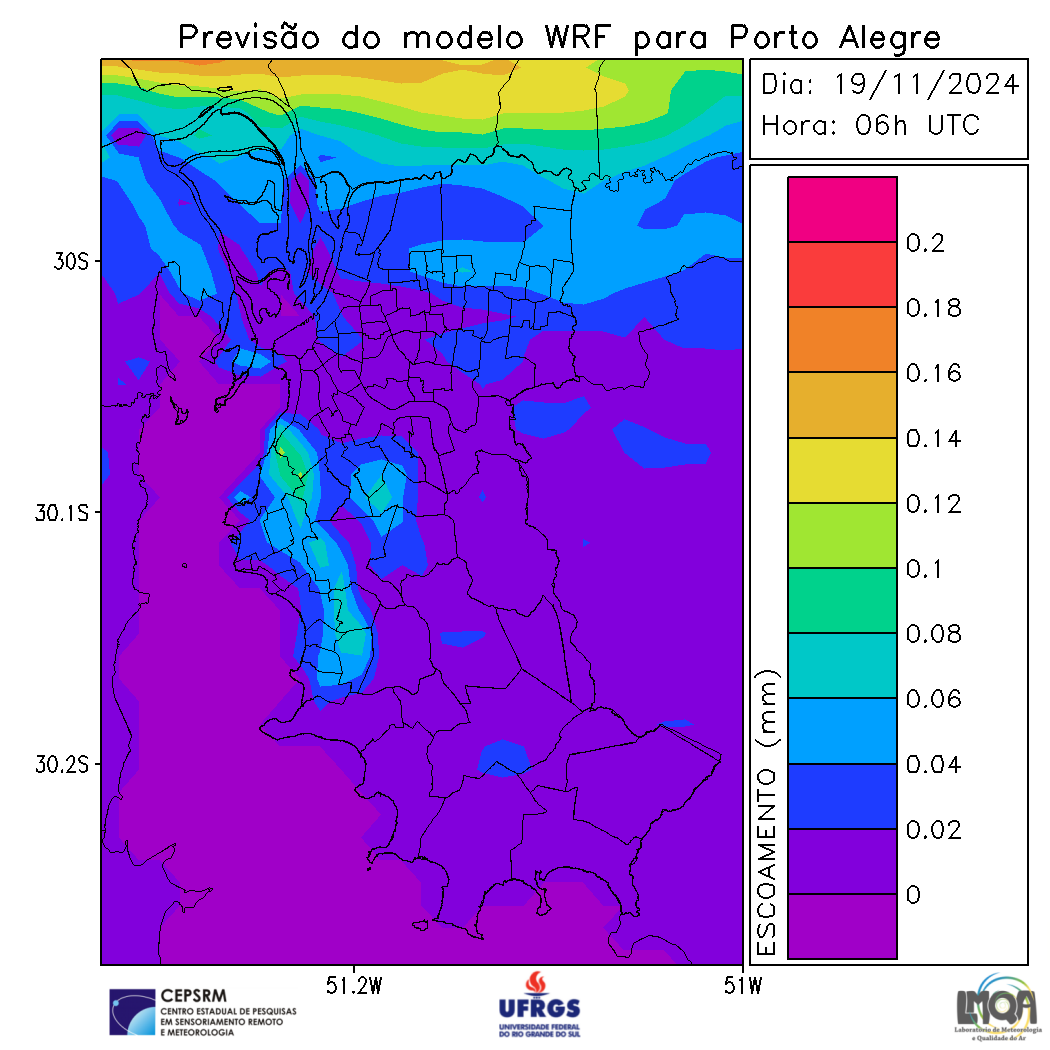 Previsão do modelo WRF para Porto Alegre
Dia: 19/11/2024
Hora: 06h UTC
30S
30.1S
30.2S
51.2W
51W
ESCOAMENTO (mm)
0.2
0.18
0.16
0.14
0.12
0.1
0.08
0.06
0.04
0.02
0
CEPSRM
CENTRO ESTADUAL DE PESQUISAS
EM SENSORIAMENTO REMOTO
E METEOROLOGIA
UFRGS
UNIVERSIDADE FEDERAL
DO RIO GRANDE DO SUL
LMQA
Laboratório de Meteorologia
e Qualidade do Ar